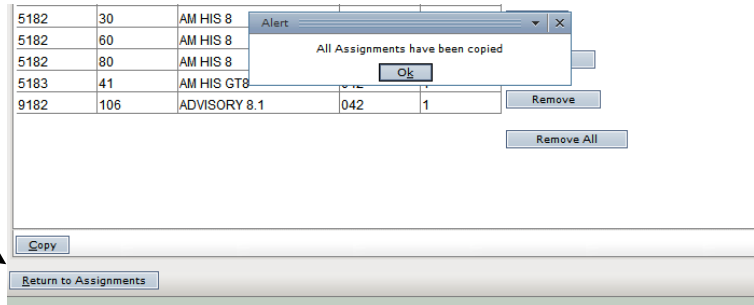 5182 30 AM HIS 8
Alert
5182 60 AM HIS 8
All Assignments have been copied
5182 80 AM HIS 8
Ok
5183 41 AM HIS GT8
9182 106 ADVISORY 8.1 042 1
Remove
Remove All
Copy
Return to Assignments